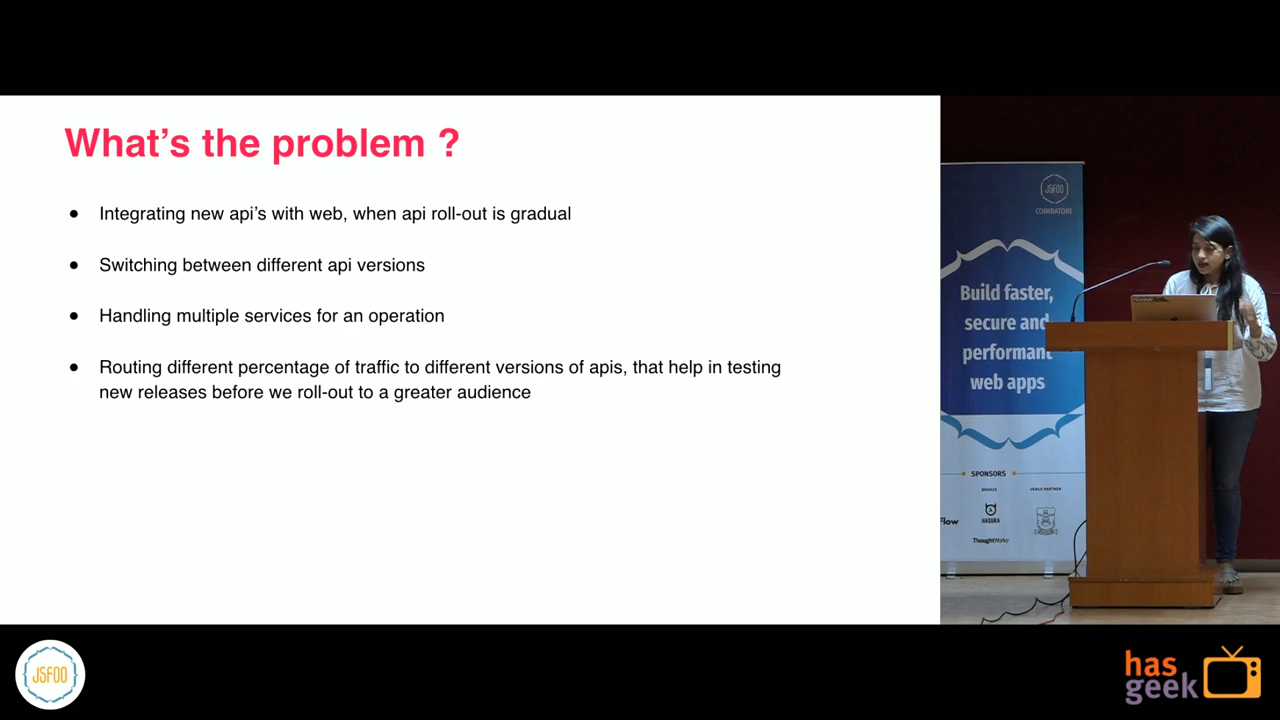 What's the problem ?
● Integrating new api's with web, when api roll-out is gradual
● Switching between different api versions
● Handling multiple services for an operation
● Routing different percentage of traffic to different versions of apis, that help in testing
new releases before we roll-out to a greater audience
JSFOO
COIMBATORE
Build faster,
secure and
performant
web apps
SPONSORS
BRONZE
VENUE PARTNER
Flow
HASURA
ThoughtWorks
JSFOO
has
geek